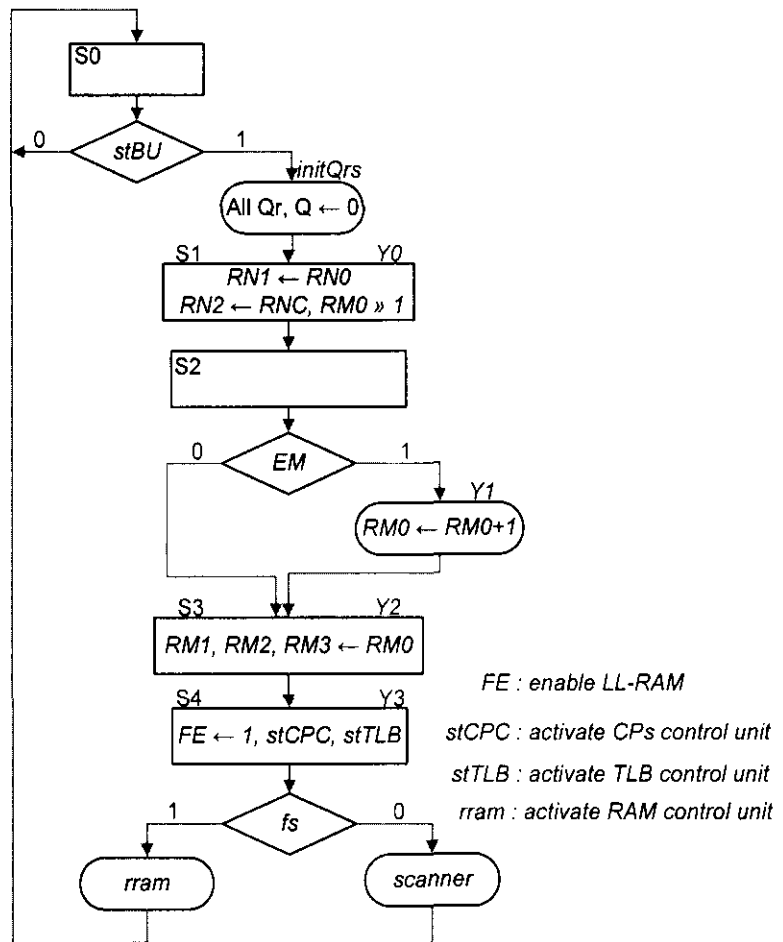 S0
0
stBU
1
initQrs
All Qr, Q ← 0
S1
Y0
RN1 ← RN0
RN2 ← RNC, RM0 » 1
S2
0
EM
1
Y1
RM0 ← RM0+1
S3
Y2
RM1, RM2, RM3 ← RM0
FE : enable LL-RAM
S4
Y3
FE ← 1, stCPC, stTLB
stCPC : activate CPs control unit
stTLB : activate TLB control unit
rram : activate RAM control unit
1
fs
0
rram
scanner